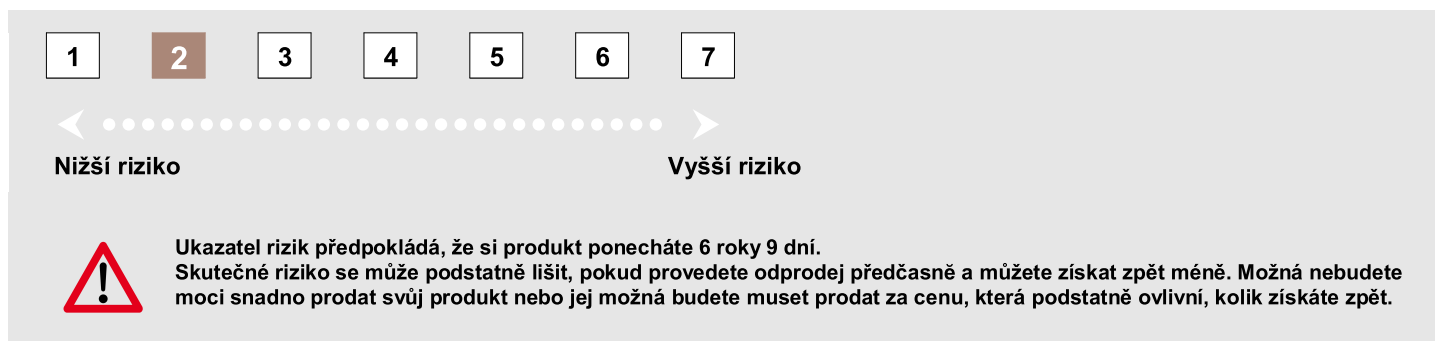 1 2 3 4 5 6 7
Nižší riziko Vyšší riziko
Ukazatel rizik předpokládá, že si produkt ponecháte 6 roky 9 dní.
Skutečné riziko se může podstatně lišit, pokud provedete odprodej předčasně a můžete získat zpět méně. Možná nebudete
moci snadno prodat svůj produkt nebo jej možná budete muset prodat za cenu, která podstatně ovlivní, kolik získáte zpět.